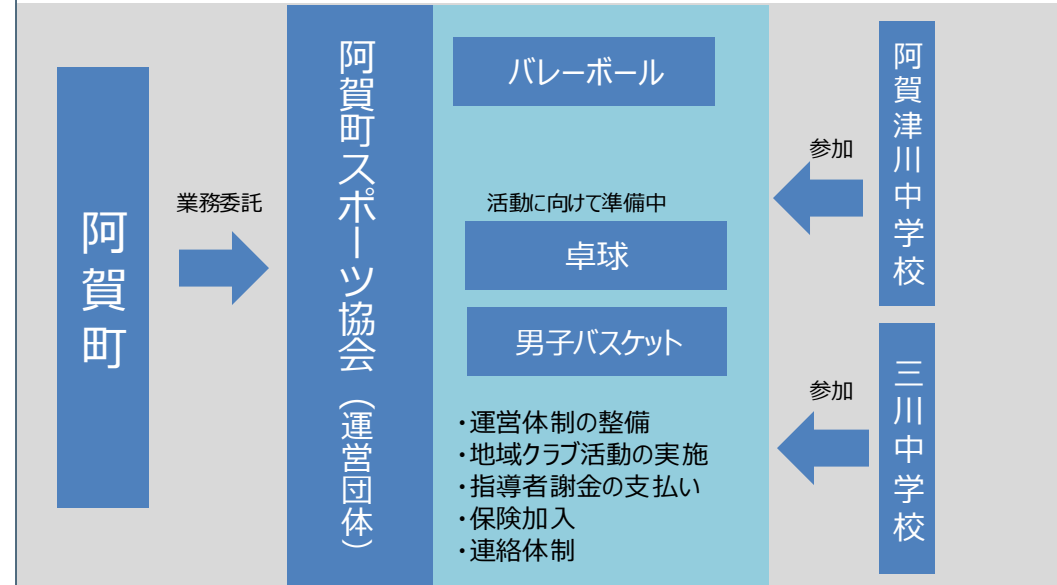 阿賀町
業務委託
阿賀町スポーツ協会（運営団体）
バレーボール
活動に向けて準備中
卓球
男子バスケット
・運営体制の整備
・地域クラブ活動の実施
・指導者謝金の支払い
・保険加入
・連絡体制
参加
阿賀津川中学校
参加
三川中学校